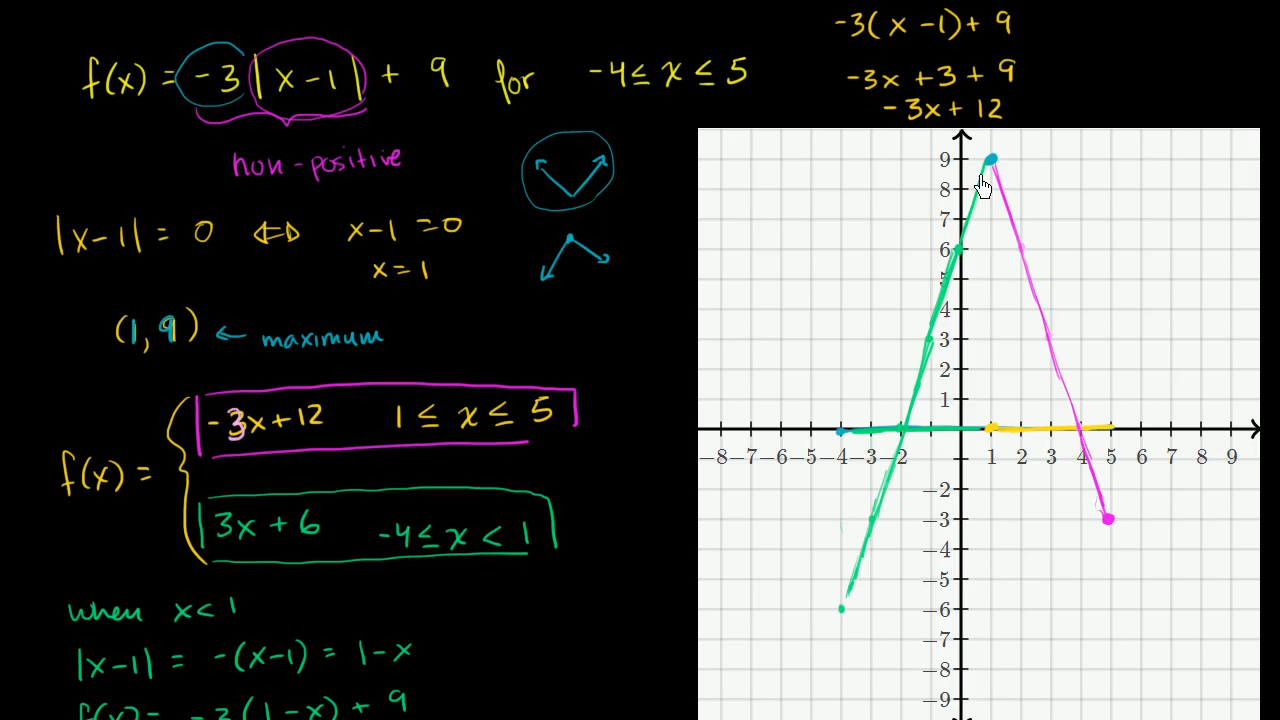 f(x) = -3 |x-1| + 9 for -4 ≤ x ≤ 5
-3(x-1) + 9
-3x + 3 + 9
-3x + 12
non-positive
|x-1| = 0 ⇔ x-1 = 0
x = 1
(1, 9) ← maximum
f(x) =
-3x + 12 1 ≤ x ≤ 5
3x + 6 -4 ≤ x < 1
when x < 1
|x-1| = -(x-1) = 1-x
f(x) = -3(1-x) + 9
9
8
7
6
5
4
3
2
1
-8 -7 -6 -5 -4 -3 -2 1 2 3 4 5 6 7 8 9
-2
-3
-4
-5
-6
-7
-8
-9